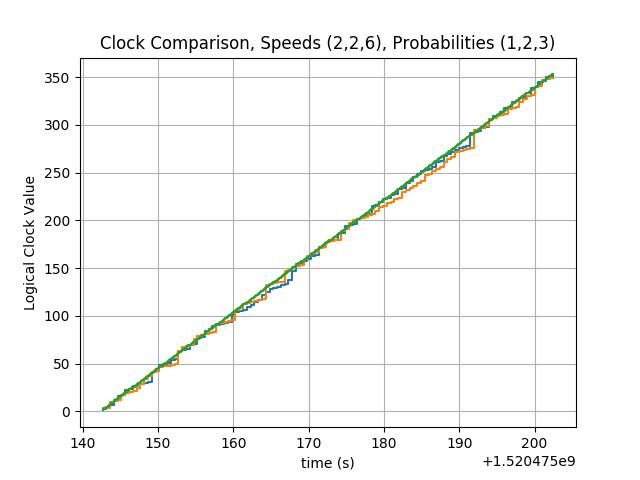 Clock Comparison, Speeds (2,2,6), Probabilities (1,2,3)
350
300
250
200
150
100
50
0
Logical Clock Value
140 150 160 170 180 190 200
time (s)
+1.520475e9